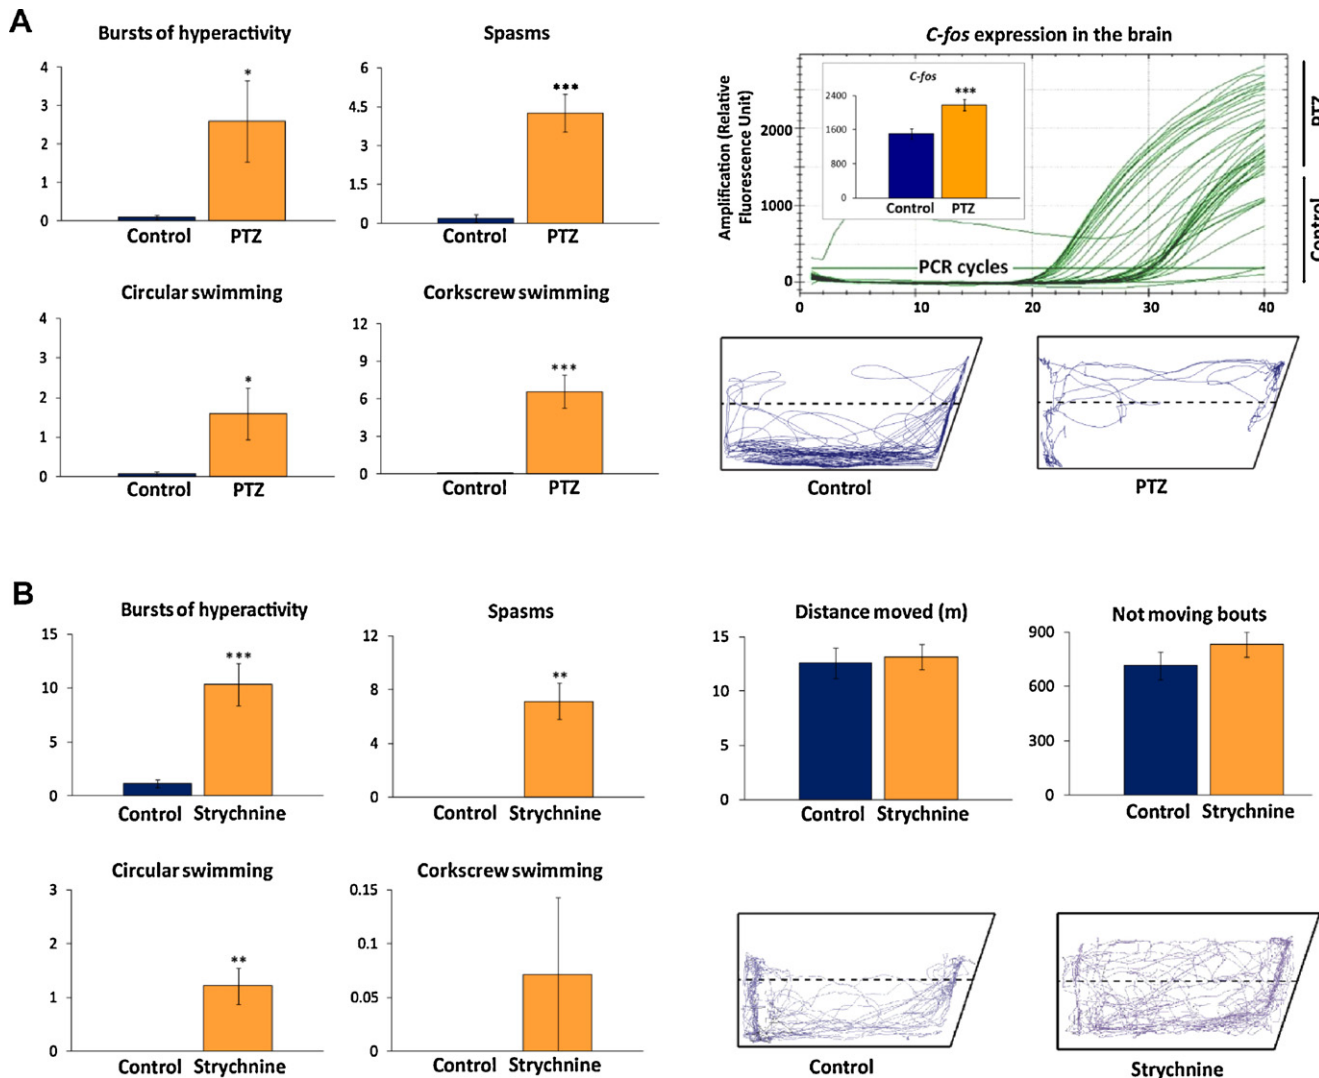 A
Bursts of hyperactivity
4
3
2
1
0
*
Control
PTZ
Spasms
6
4.5
3
1.5
0
***
Control
PTZ
Circular swimming
4
3
2
1
0
*
Control
PTZ
Corkscrew swimming
12
9
6
3
0
***
Control
PTZ
C-fos expression in the brain
Amplification (Relative
Fluorescence Unit)
2000
1000
0
C-fos
2400
1600
800
0
***
Control
PTZ
PCR cycles
0
10
20
30
40
PTZ
Control
Control
PTZ
B
Bursts of hyperactivity
15
10
5
0
***
Control
Strychnine
Spasms
12
8
4
0
**
Control
Strychnine
Circular swimming
3
2
1
0
**
Control
Strychnine
Corkscrew swimming
0.15
0.1
0.05
0
Control
Strychnine
Distance moved (m)
15
10
5
0
Control
Strychnine
Not moving bouts
900
600
300
0
Control
Strychnine
Control
Strychnine